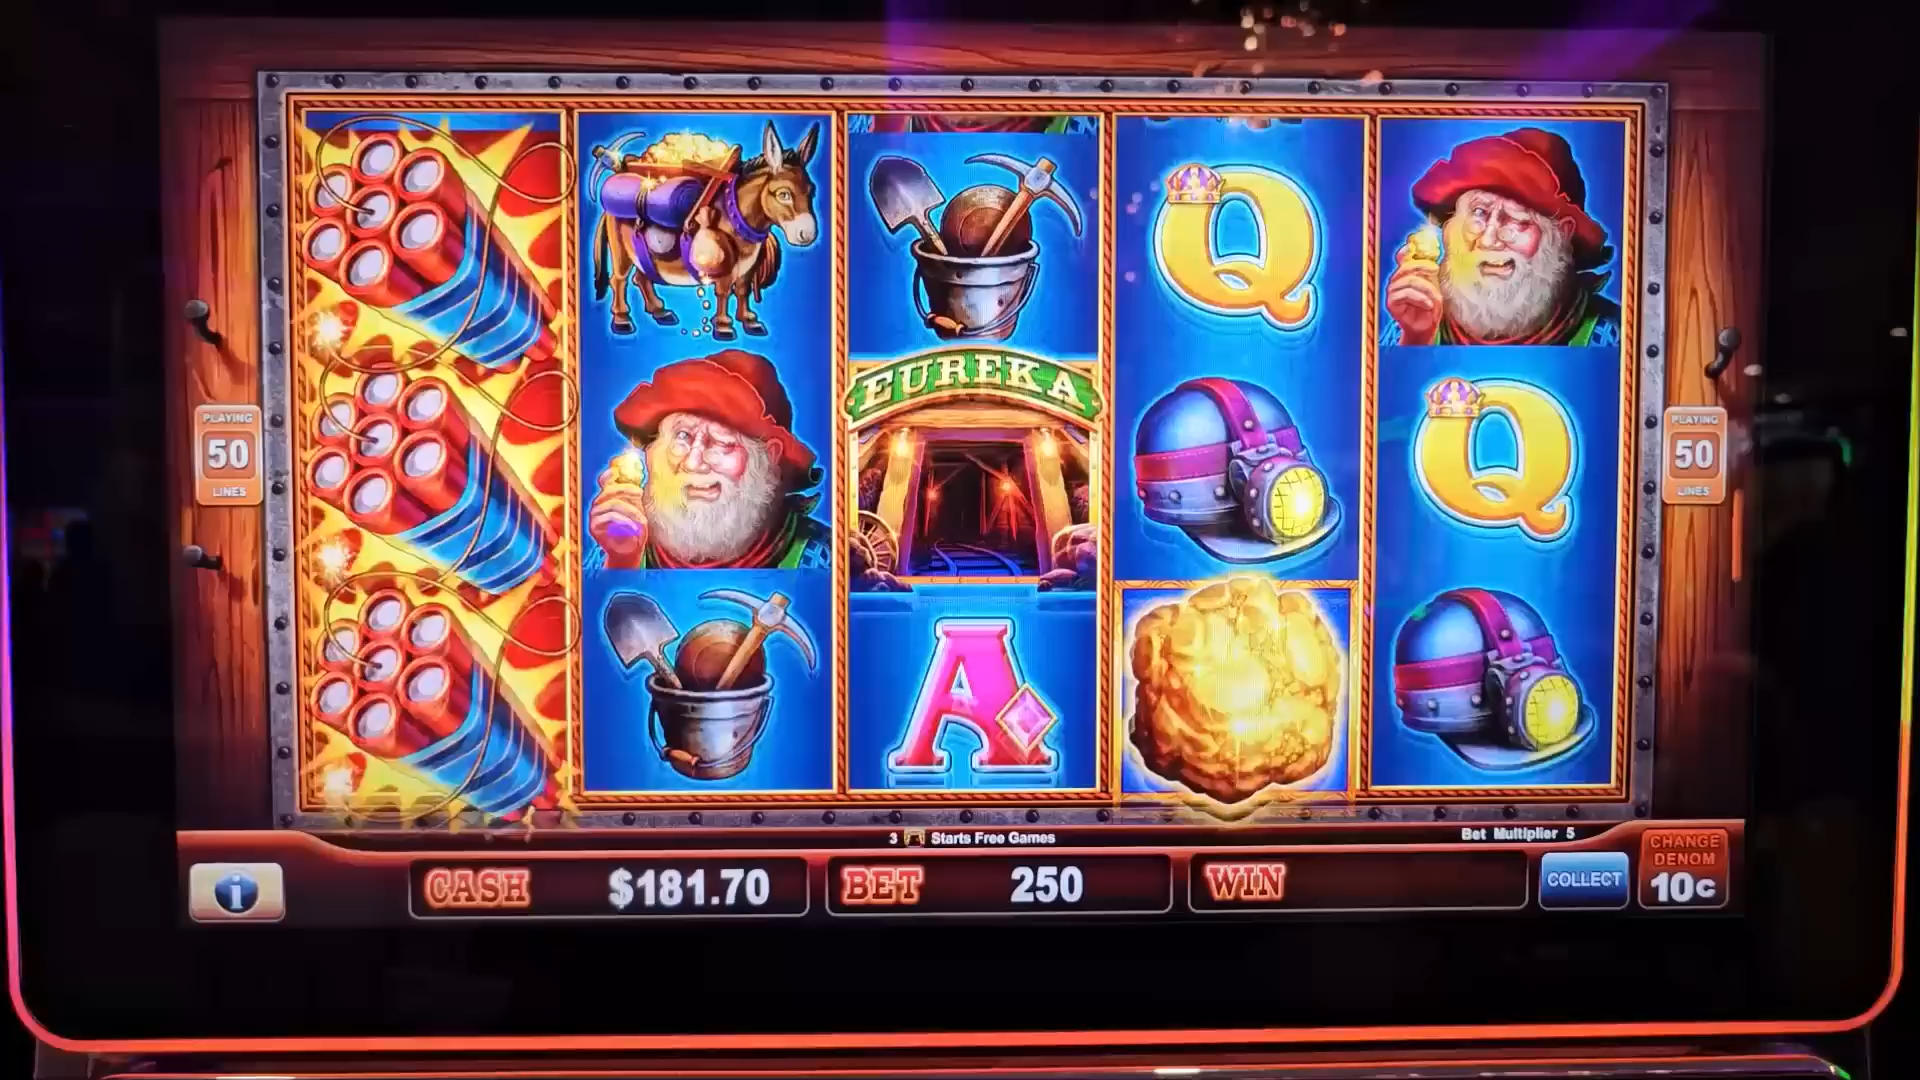 Q
EUREKA
Q
A
PLAYING
50
LINES
PLAYING
50
LINES
3 Starts Free Games
Bet Multiplier 5
CASH $181.70
BET 250
WIN
COLLECT
CHANGE
DENOM
10¢
i